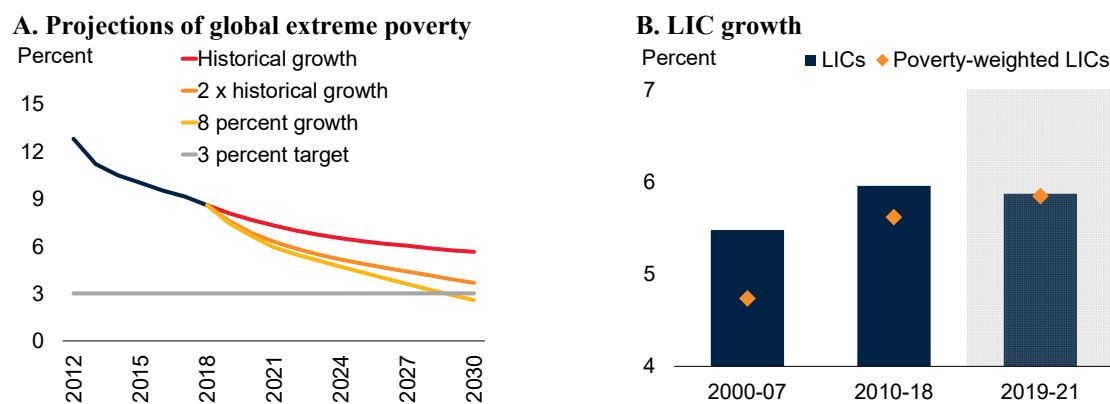 A. Projections of global extreme poverty
Percent
Historical growth
2 x historical growth
8 percent growth
3 percent target
15
12
9
6
3
0
2012
2015
2018
2021
2024
2027
2030
B. LIC growth
Percent
LICs
Poverty-weighted LICs
7
6
5
4
2000-07
2010-18
2019-21